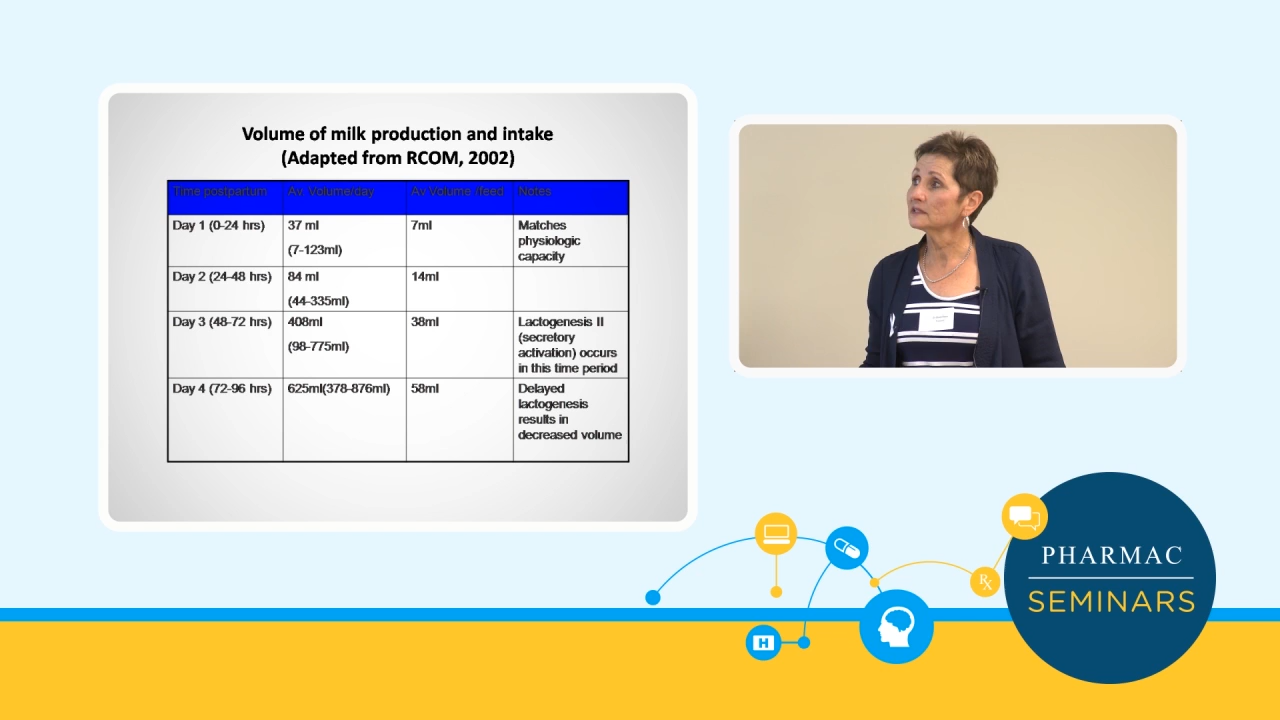 Volume of milk production and intake
(Adapted from RCOM, 2002)
Time postpartum Av. Volume/day Av Volume /feed Notes
Day 1 (0-24 hrs) 37 ml 7ml Matches
physiologic
(7-123ml)
capacity
Day 2 (24-48 hrs) 84 ml 14ml
(44-335ml)
Day 3 (48-72 hrs) 408ml 38ml Lactogenesis II
(secretory
(98-775ml)
activation) occurs
in this time period
Day 4 (72-96 hrs) 625ml(378-876ml) 58ml Delayed
lactogenesis
results in
decreased volume
PHARMAC
SEMINARS
Rx
H